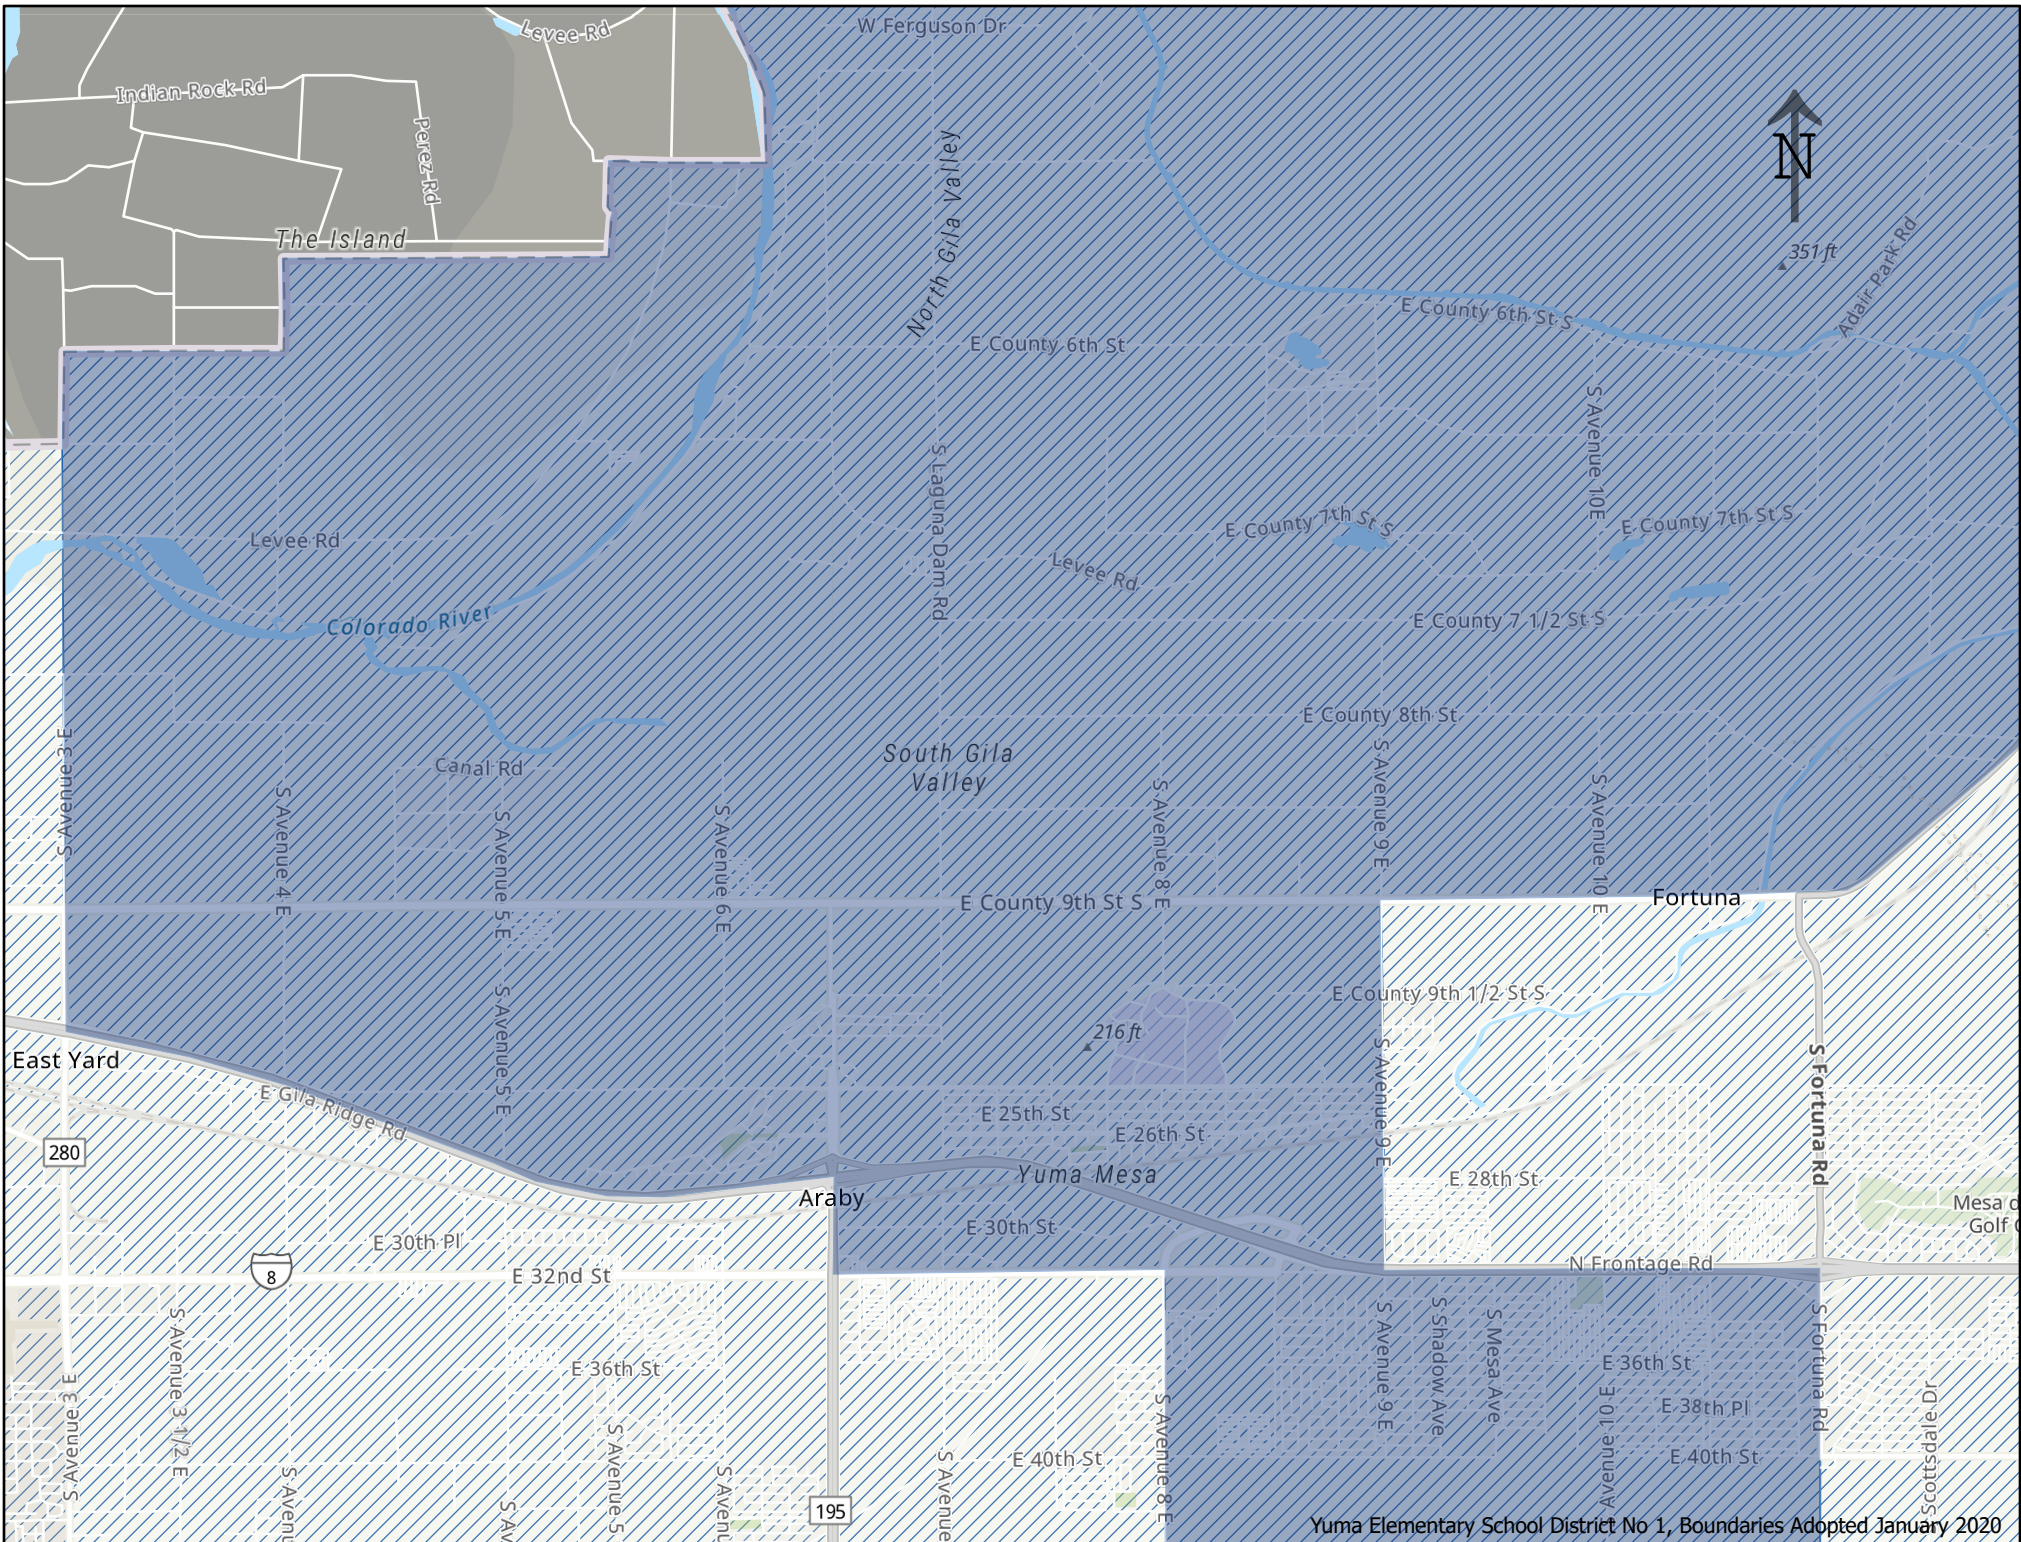 W Ferguson Dr
Levee Rd
Indian Rock Rd
Perez Rd
North Gila Valley
N
The Island
351 ft
Adair Park Rd
E County 6th St S
E County 6th St
S Avenue 10E
S Laguna Dam Rd
E County 7th St S
E County 7th St S
Levee Rd
Levee Rd
Colorado River
E County 7 1/2 St S
E County 8th St
S Avenue 3 E
South Gila
Valley
Canal Rd
S Avenue 4 E
S Avenue 5 E
S Avenue 6 E
S Avenue 8 E
S Avenue 9 E
S Avenue 10 E
E County 9th St S
Fortuna
E County 9th 1/2 St S
S Avenue 5 E
216 ft
East Yard
S Avenue 9 E
S Fortuna Rd
E Gila Ridge Rd
E 25th St
E 26th St
280
Yuma Mesa
E 28th St
Araby
Mesa d
Golf C
E 30th St
E 30th Pl
N Frontage Rd
8
E 32nd St
S Avenue 3 1/2 E
S Avenue 9 E
S Shadow Ave
S Mesa Ave
S Fortuna Rd
E 36th St
E 36th St
S Avenue 3 E
S Avenue 10 E
E 38th Pl
S Scottsdale Dr
S Avenue 8 E
S Avenue 5
E 40th St
E 40th St
S Avenu
S Av
S Avenu
S Avenue
195
Yuma Elementary School District No 1, Boundaries Adopted January 2020